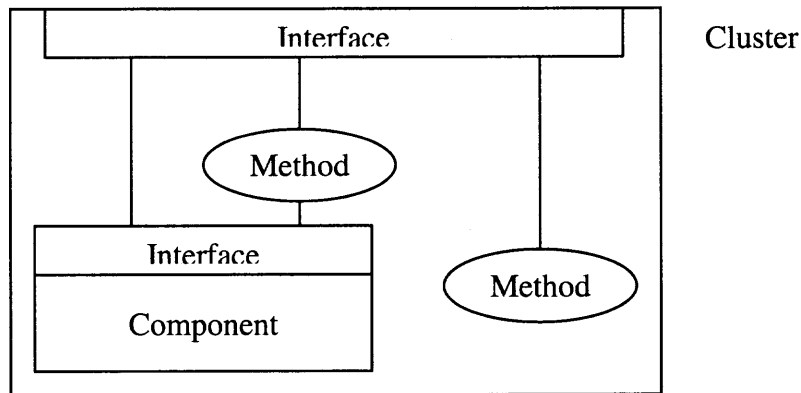 Interface
Cluster
Method
Interface
Method
Component